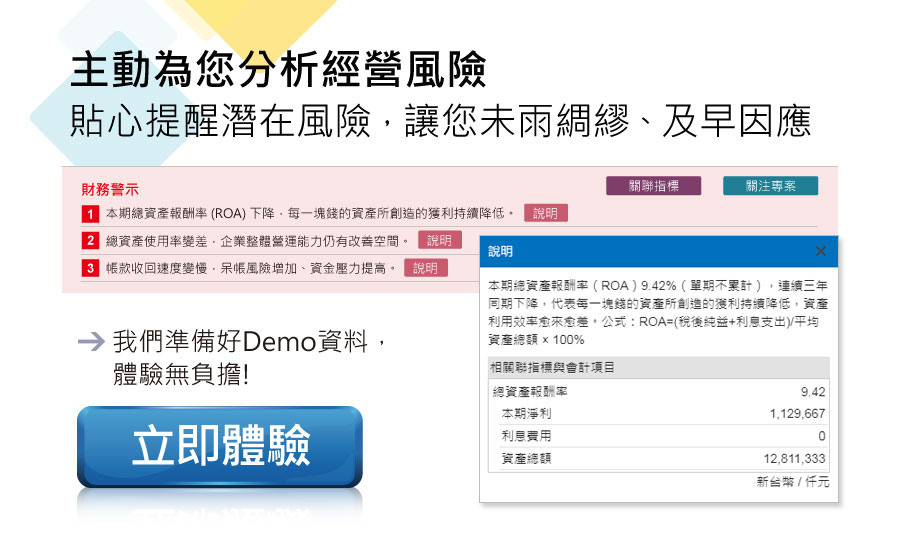 主動為您分析經營風險
貼心提醒潛在風險，讓您未雨綢繆、及早因應
財務警示
關聯指標
關注專案
1 本期總資產報酬率 (ROA) 下降，每一塊錢的資產所創造的獲利持續降低。 說明
2 總資產使用率變差，企業整體營運能力仍有改善空間。 說明
3 帳款收回速度變慢，呆帳風險增加、資金壓力提高。 說明
說明 ×
本期總資產報酬率（ROA）9.42%（單期不累計），連續三年
同期下降，代表每一塊錢的資產所創造的獲利持續降低，資產
利用效率愈來愈差。公式：ROA=(稅後純益+利息支出)/平均
資產總額 × 100%
相關聯指標與會計項目
總資產報酬率 9.42
本期淨利 1,129,667
利息費用 0
資產總額 12,811,333
新台幣 / 仟元
我們準備好Demo資料，
體驗無負擔!
立即體驗